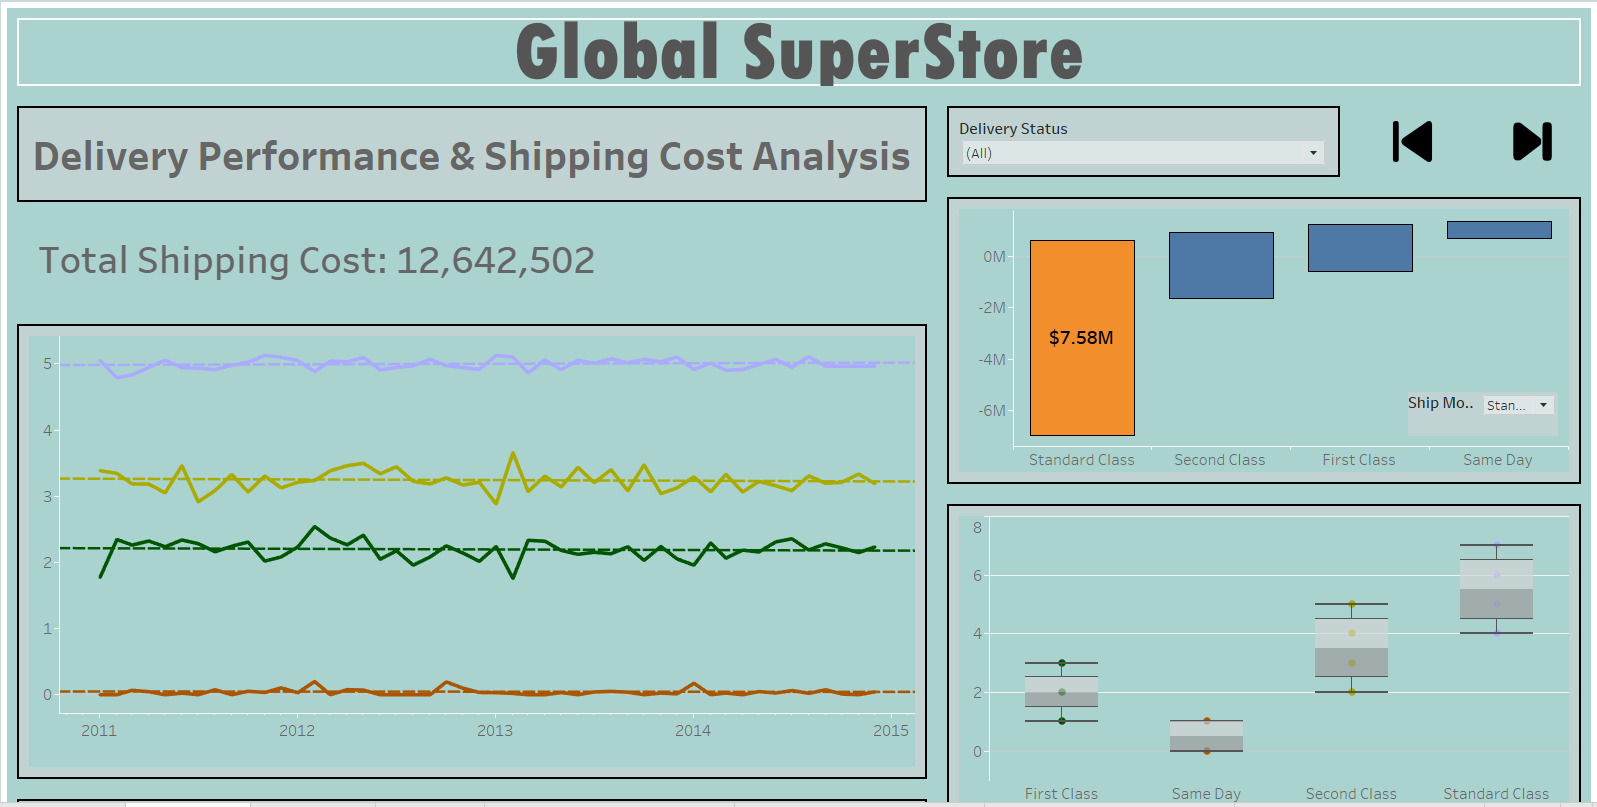 Global SuperStore
Delivery Performance & Shipping Cost Analysis
Delivery Status
(All)
Total Shipping Cost: 12,642,502
5
4
3
2
1
0
2011 2012 2013 2014 2015
0M
-2M
-4M
-6M
$7.58M
Ship Mo.. Stan...
Standard Class Second Class First Class Same Day
8
6
4
2
0
First Class Same Day Second Class Standard Class